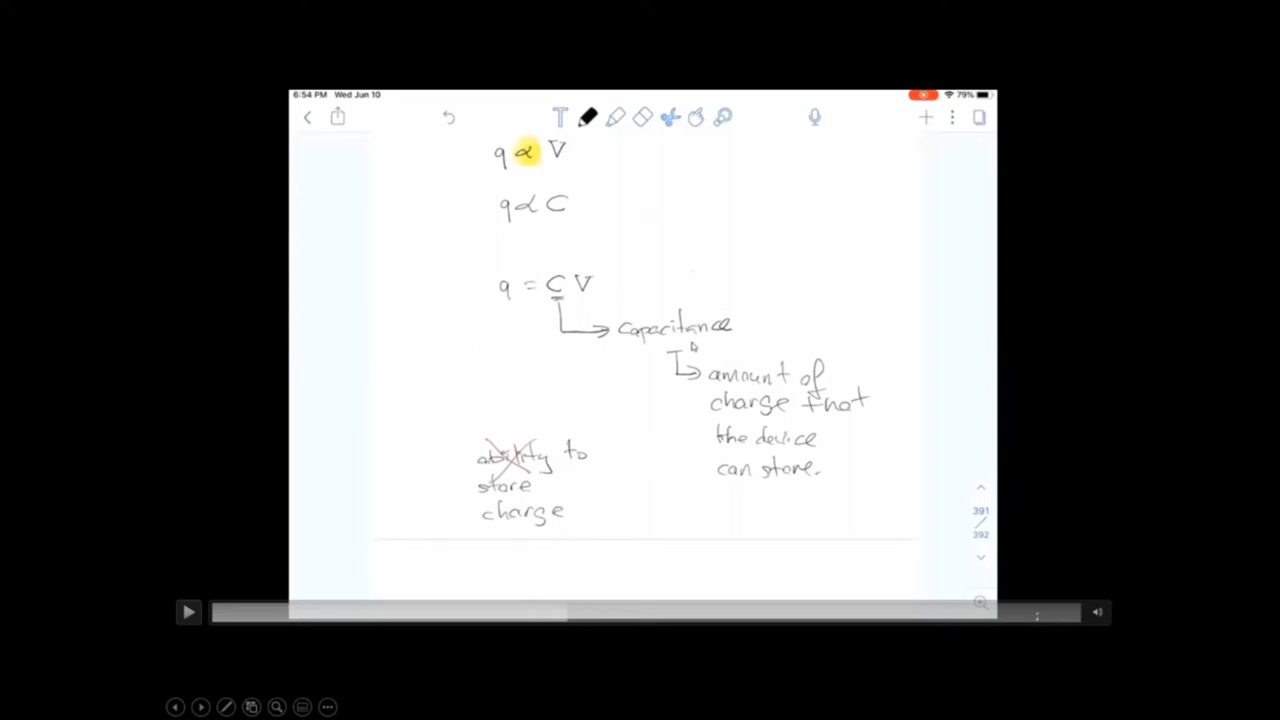 6:54 PM Wed Jun 10
79%
q ∝ V
q ∝ C
q = C V
capacitance
amount of
charge that
the device
can store.
ability to
store
charge
391
392